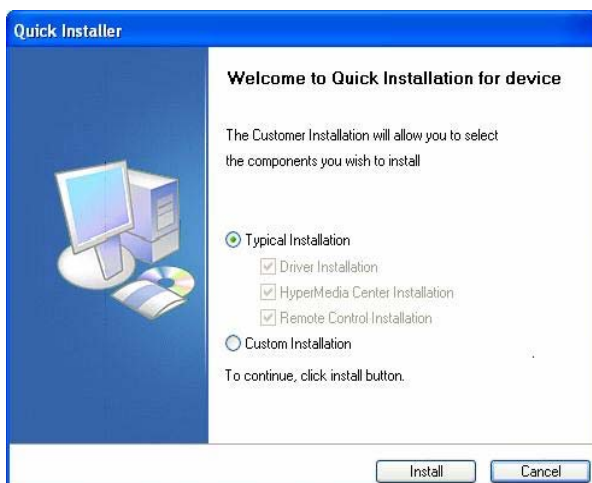 Quick Installer
Welcome to Quick Installation for device
The Customer Installation will allow you to select
the components you wish to install
Typical Installation
Driver Installation
HyperMedia Center Installation
Remote Control Installation
Custom Installation
To continue, click install button.
Install
Cancel